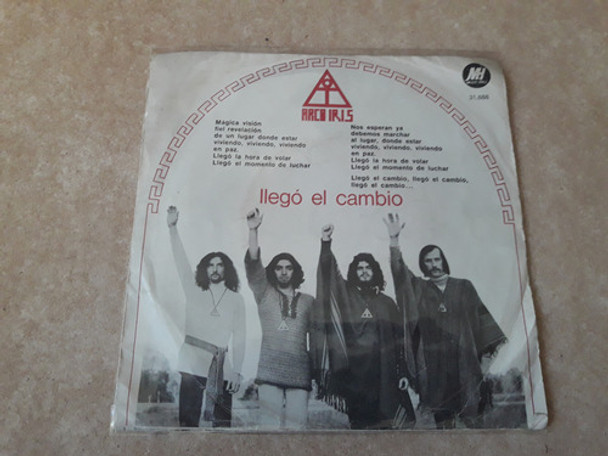 MH
31.688
ARCO IRIS
Magica visión
fiel revelación
de un lugar donde estar
viviendo, viviendo, viviendo
en paz.
Llegó la hora de volar
Llegó el momento de luchar
Nos esperan ya
debemos marchar
al lugar, donde estar
viviendo, viviendo, viviendo
en paz.
Llegó la hora de volar
Llegó el momento de luchar
Llegó el cambio, llegó el cambio,
llegó el cambio...
llegó el cambio